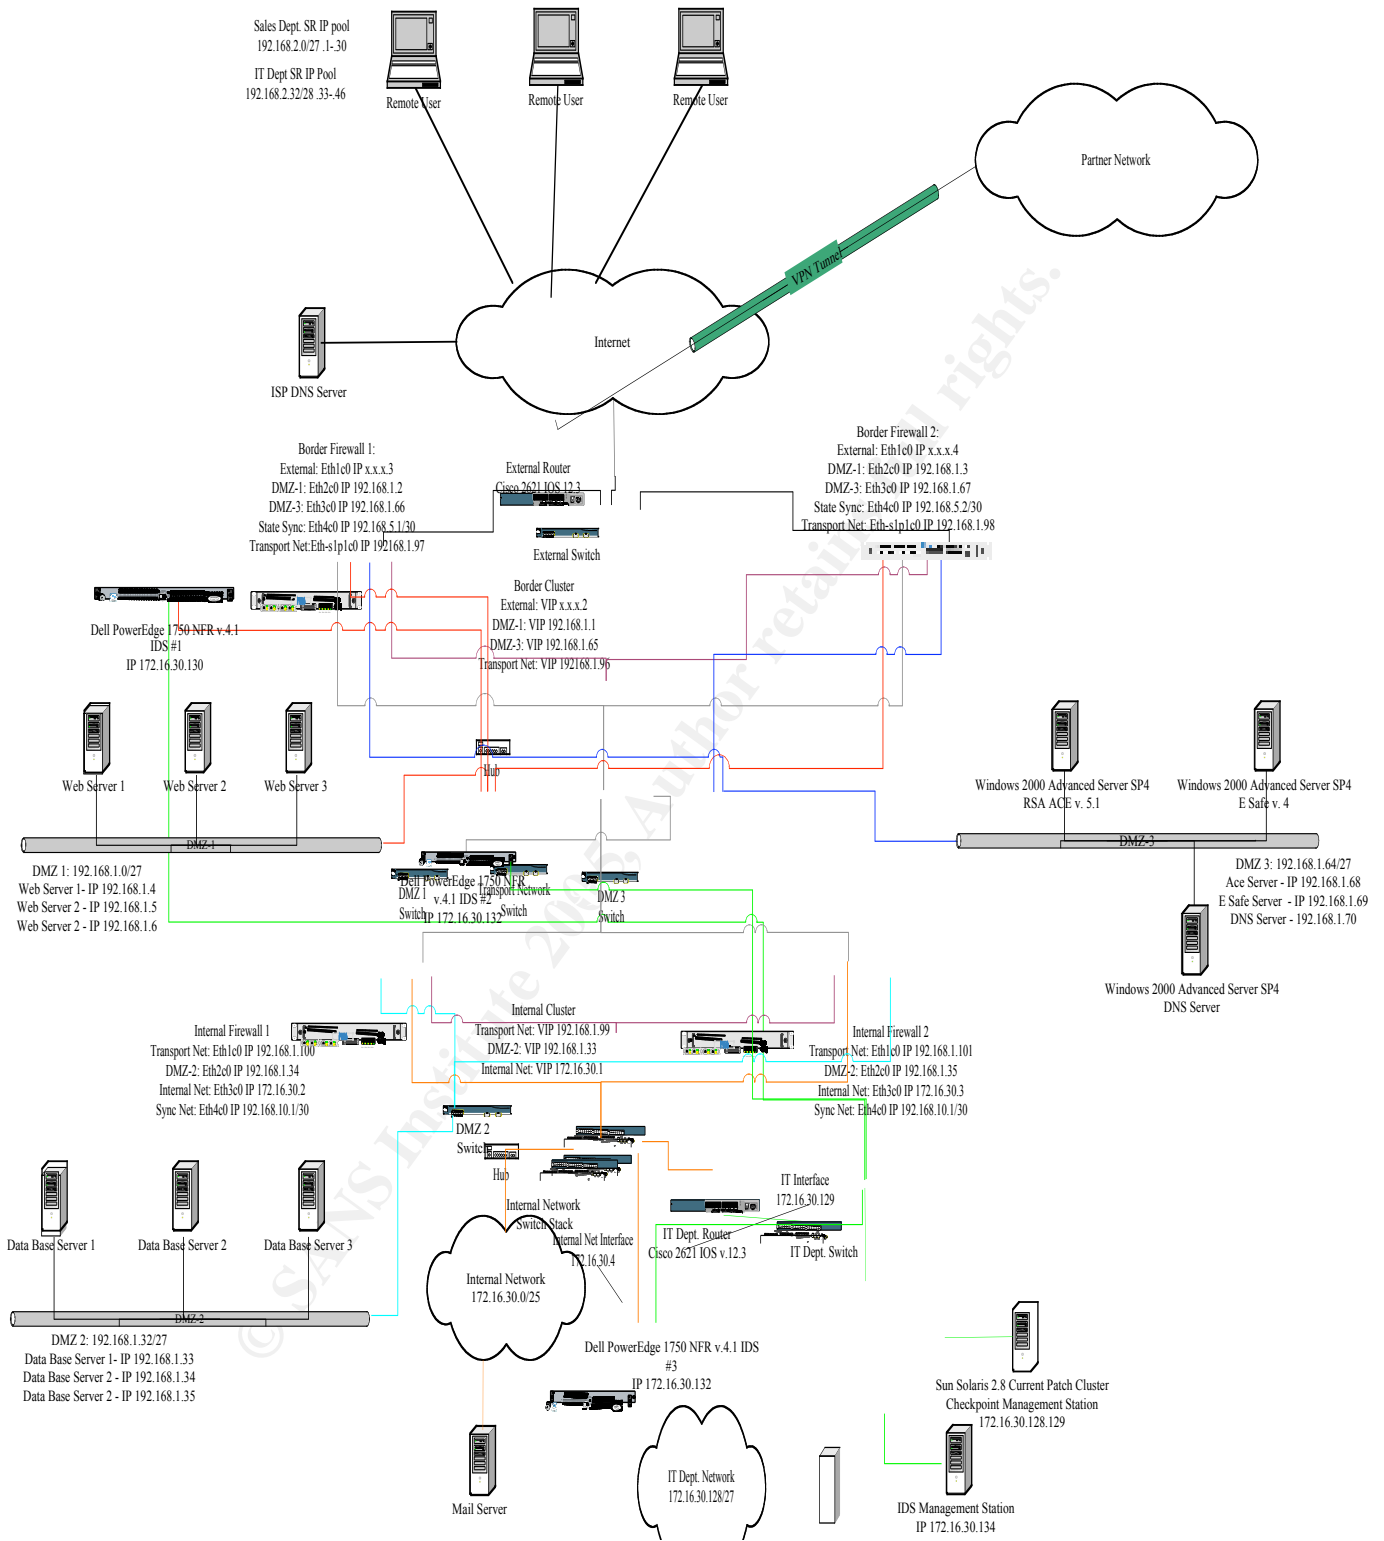 Sales Dept. SR IP pool
192.168.2.0/27 .1-.30
IT Dept SR IP Pool
192.168.2.32/28 .33-.46
Remote User
Remote User
Remote User
Partner Network
VPN Tunnel
Internet
ISP DNS Server
Border Firewall 1:
External: Eth1c0 IP x.x.x.3
DMZ-1: Eth2c0 IP 192.168.1.2
DMZ-3: Eth3c0 IP 192.168.1.66
State Sync: Eth4c0 IP 192.168.5.1/30
Transport Net:Eth-s1p1c0 IP 192168.1.97
External Router
Cisco 2621 IOS 12.3
External Switch
Border Firewall 2:
External: Eth1c0 IP x.x.x.4
DMZ-1: Eth2c0 IP 192.168.1.3
DMZ-3: Eth3c0 IP 192.168.1.67
State Sync: Eth4c0 IP 192.168.5.2/30
Transport Net: Eth-s1p1c0 IP 192.168.1.98
Border Cluster
External: VIP x.x.x.2
DMZ-1: VIP 192.168.1.1
DMZ-3: VIP 192.168.1.65
Transport Net: VIP 192168.1.96
Dell PowerEdge 1750 NFR v.4.1
IDS #1
IP 172.16.30.130
Web Server 1
Web Server 2
Web Server 3
Hub
Windows 2000 Advanced Server SP4
RSA ACE v. 5.1
Windows 2000 Advanced Server SP4
E Safe v. 4
DMZ-1
DMZ-3
DMZ 1: 192.168.1.0/27
Web Server 1- IP 192.168.1.4
Web Server 2 - IP 192.168.1.5
Web Server 2 - IP 192.168.1.6
Dell PowerEdge 1750 NFR
v.4.1 IDS #2
IP 172.16.30.132
DMZ 1
Switch
Transport Network
Switch
DMZ 3
Switch
DMZ 3: 192.168.1.64/27
Ace Server - IP 192.168.1.68
E Safe Server - IP 192.168.1.69
DNS Server - 192.168.1.70
Windows 2000 Advanced Server SP4
DNS Server
Internal Firewall 1
Transport Net: Eth1c0 IP 192.168.1.100
DMZ-2: Eth2c0 IP 192.168.1.34
Internal Net: Eth3c0 IP 172.16.30.2
Sync Net: Eth4c0 IP 192.168.10.1/30
Internal Cluster
Transport Net: VIP 192.168.1.99
DMZ-2: VIP 192.168.1.33
Internal Net: VIP 172.16.30.1
Internal Firewall 2
Transport Net: Eth1c0 IP 192.168.1.101
DMZ-2: Eth2c0 IP 192.168.1.35
Internal Net: Eth3c0 IP 172.16.30.3
Sync Net: Eth4c0 IP 192.168.10.1/30
DMZ 2
Switch
Hub
Internal Network
Switch Stack
IT Interface
172.16.30.129
IT Dept. Router
Cisco 2621 IOS v.12.3
IT Dept. Switch
Internal Net Interface
172.16.30.4
Data Base Server 1
Data Base Server 2
Data Base Server 3
Internal Network
172.16.30.0/25
DMZ-2
DMZ 2: 192.168.1.32/27
Data Base Server 1- IP 192.168.1.33
Data Base Server 2 - IP 192.168.1.34
Data Base Server 2 - IP 192.168.1.35
Dell PowerEdge 1750 NFR v.4.1 IDS
#3
IP 172.16.30.132
Sun Solaris 2.8 Current Patch Cluster
Checkpoint Management Station
172.16.30.128.129
Mail Server
IT Dept. Network
172.16.30.128/27
IDS Management Station
IP 172.16.30.134
© SANS Institute 2005, Author retains full rights.